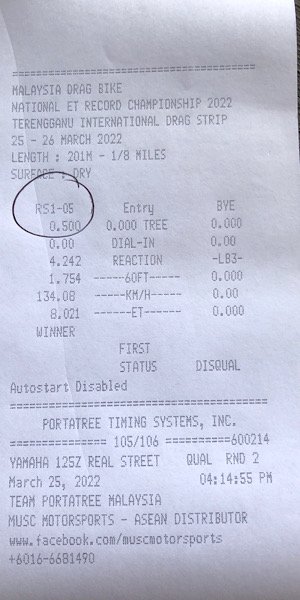 ========================================
MALAYSIA DRAG BIKE
NATIONAL ET RECORD CHAMPIONSHIP 2022
TERENGGANU INTERNATIONAL DRAG STRIP
25 - 26 MARCH 2022
LENGTH : 201M - 1/8 MILES
SURFACE : DRY
RS1-05 Entry BYE
0.500 0.000 TREE 0.000
0.00 DIAL-IN 0.00
4.242 REACTION -LB3-
1.754 -----60FT----- 0.000
134.08 -----KM/H----- 0.00
8.021 ------ET------ 0.000
WINNER
FIRST
STATUS DISQUAL
Autostart Disabled
========================================
PORTATREE TIMING SYSTEMS, INC.
=============== 105/106 ==========600214
YAMAHA 125Z REAL STREET QUAL RND 2
March 25, 2022 04:14:55 PM
TEAM PORTATREE MALAYSIA
MUSC MOTORSPORTS - ASEAN DISTRIBUTOR
www.facebook.com/muscmotorsports
+6016-6681490